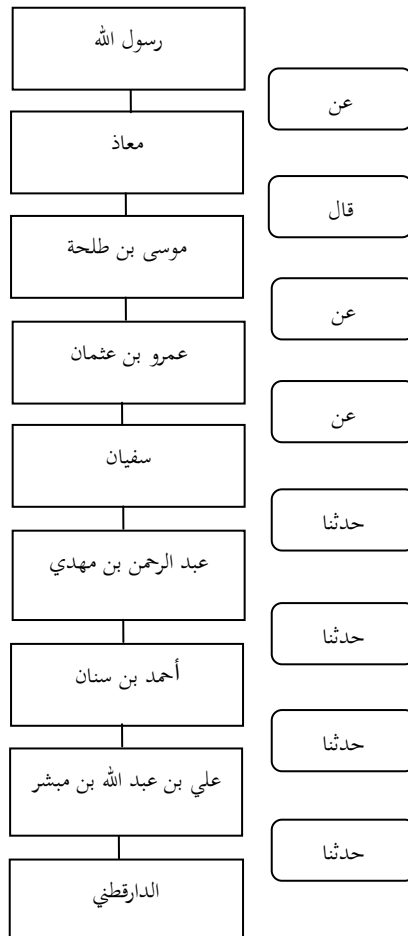 رسول الله
عن
معاذ
قال
موسى بن طلحة
عن
عمرو بن عثمان
عن
سفيان
حدثنا
عبد الرحمن بن مهدي
حدثنا
أحمد بن سنان
حدثنا
علي بن عبد الله بن مبشر
حدثنا
الدارقطني